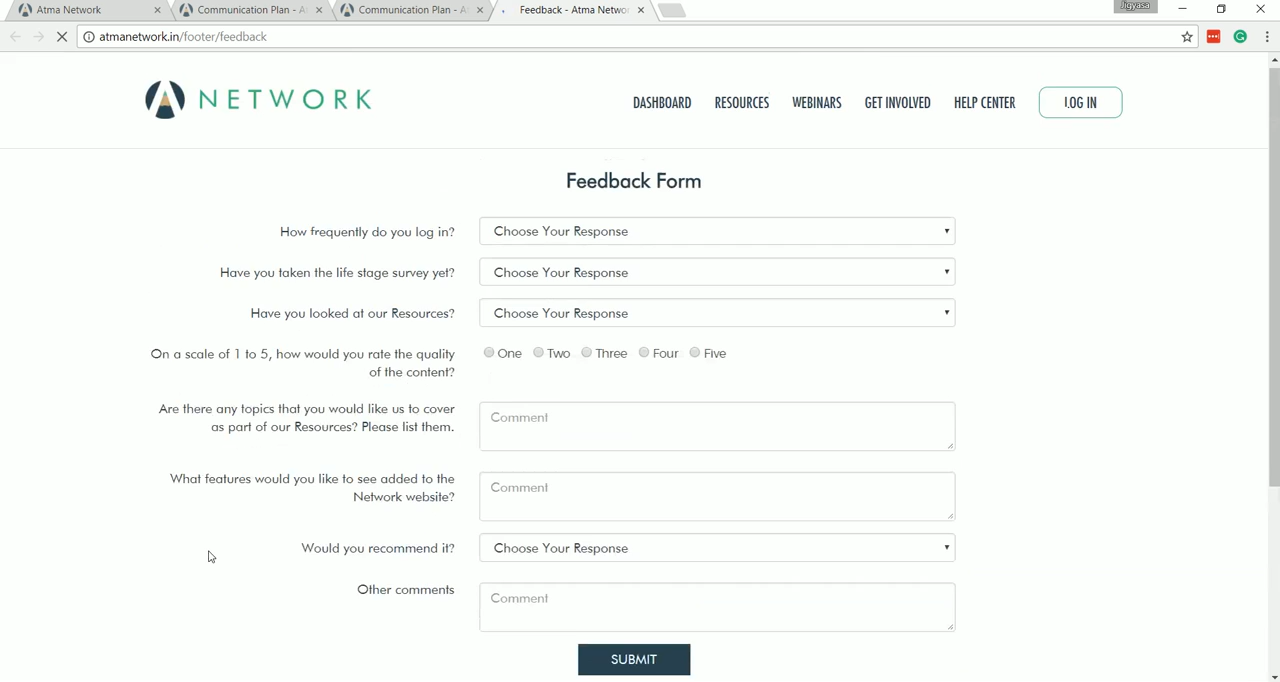 Atma Network
Communication Plan - A
Communication Plan - A
Feedback - Atma Networ
Jigyasa
atmanetwork.in/footer/feedback
NETWORK
DASHBOARD RESOURCES WEBINARS GET INVOLVED HELP CENTER LOG IN
Feedback Form
How frequently do you log in? Choose Your Response
Have you taken the life stage survey yet? Choose Your Response
Have you looked at our Resources? Choose Your Response
On a scale of 1 to 5, how would you rate the quality One Two Three Four Five
of the content?
Are there any topics that you would like us to cover Comment
as part of our Resources? Please list them.
What features would you like to see added to the Comment
Network website?
Would you recommend it? Choose Your Response
Other comments Comment
SUBMIT